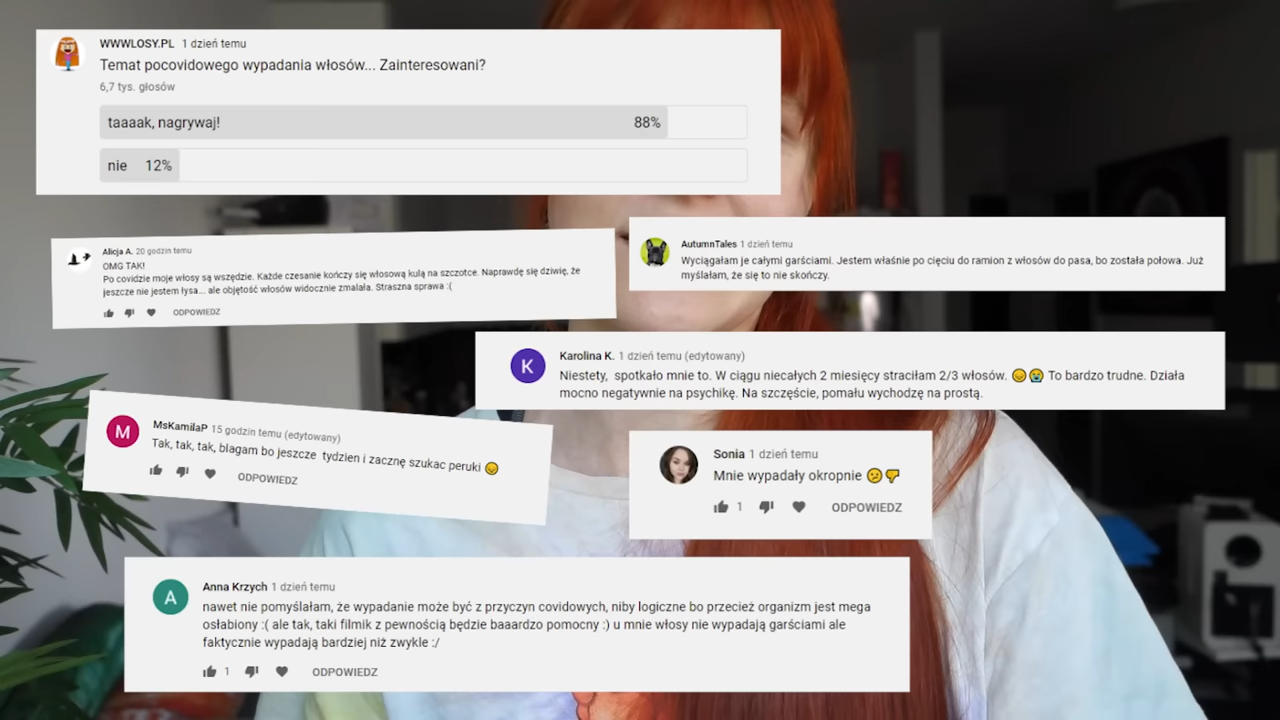 WWWLOSY.PL 1 dzień temu
Temat pocovidowego wypadania włosów... Zainteresowani?
6,7 tys. głosów
taaaak, nagrywaj! 88%
nie 12%
Alicja A. 20 godzin temu
OMG TAK!
Po covidzie moje włosy są wszędzie. Każde czesanie kończy się włosową kulą na szczotce. Naprawdę się dziwię, że
jeszcze nie jestem łysa... ale objętość włosów widocznie zmalała. Straszna sprawa :(
ODPOWIEDZ
AutumnTales 1 dzień temu
Wyciągałam je całymi garściami. Jestem właśnie po cięciu do ramion z włosów do pasa, bo została połowa. Już
myślałam, że się to nie skończy.
K
Karolina K. 1 dzień temu (edytowany)
Niestety, spotkało mnie to. W ciągu niecałych 2 miesięcy straciłam 2/3 włosów. 😞😭 To bardzo trudne. Działa
mocno negatywnie na psychikę. Na szczęście, pomału wychodzę na prostą.
M
MsKamilaP 15 godzin temu (edytowany)
Tak, tak, tak, błagam bo jeszcze tydzien i zacznę szukac peruki 😞
ODPOWIEDZ
Sonia 1 dzień temu
Mnie wypadały okropnie 😕👎
1 ODPOWIEDZ
A
Anna Krzych 1 dzień temu
nawet nie pomyślałam, że wypadanie może być z przyczyn covidowych, niby logiczne bo przecież organizm jest mega
osłabiony :( ale tak, taki filmik z pewnością będzie baaardzo pomocny :) u mnie włosy nie wypadają garściami ale
faktycznie wypadają bardziej niż zwykle :/
1 ODPOWIEDZ